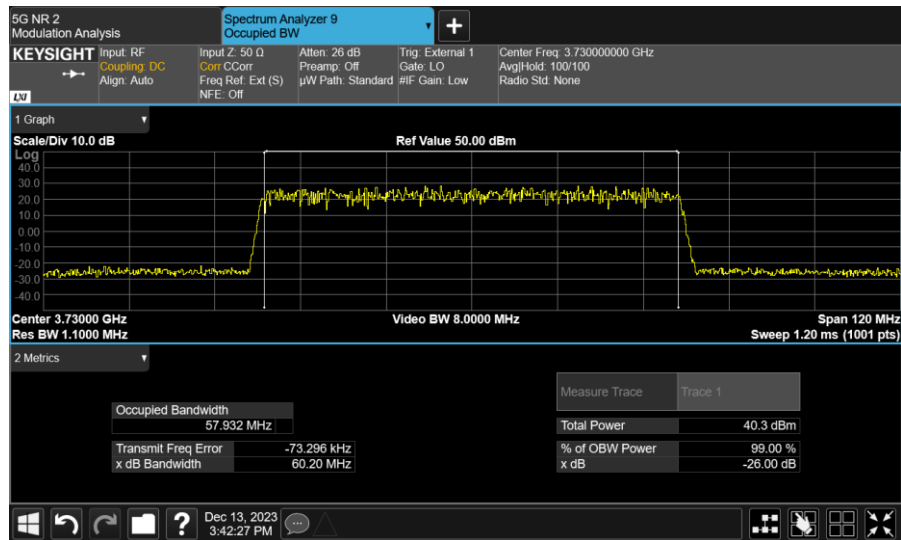 5G NR 2
Modulation Analysis
Spectrum Analyzer 9
Occupied BW
KEYSIGHT
LXI
Input: RF
Coupling: DC
Align: Auto
Input Z: 50 Ω
Corr CCorr
Freq Ref: Ext (S)
NFE: Off
Atten: 26 dB
Preamp: Off
µW Path: Standard
Trig: External 1
Gate: LO
#IF Gain: Low
Center Freq: 3.730000000 GHz
Avg|Hold: 100/100
Radio Std: None
1 Graph
Scale/Div 10.0 dB
Ref Value 50.00 dBm
Log
40.0
30.0
20.0
10.0
0.00
-10.0
-20.0
-30.0
-40.0
Center 3.73000 GHz
Video BW 8.0000 MHz
Span 120 MHz
Res BW 1.1000 MHz
Sweep 1.20 ms (1001 pts)
2 Metrics
Measure Trace Trace 1
Occupied Bandwidth
57.932 MHz
Total Power 40.3 dBm
Transmit Freq Error -73.296 kHz
% of OBW Power 99.00 %
x dB Bandwidth 60.20 MHz
x dB -26.00 dB
?
Dec 13, 2023
3:42:27 PM